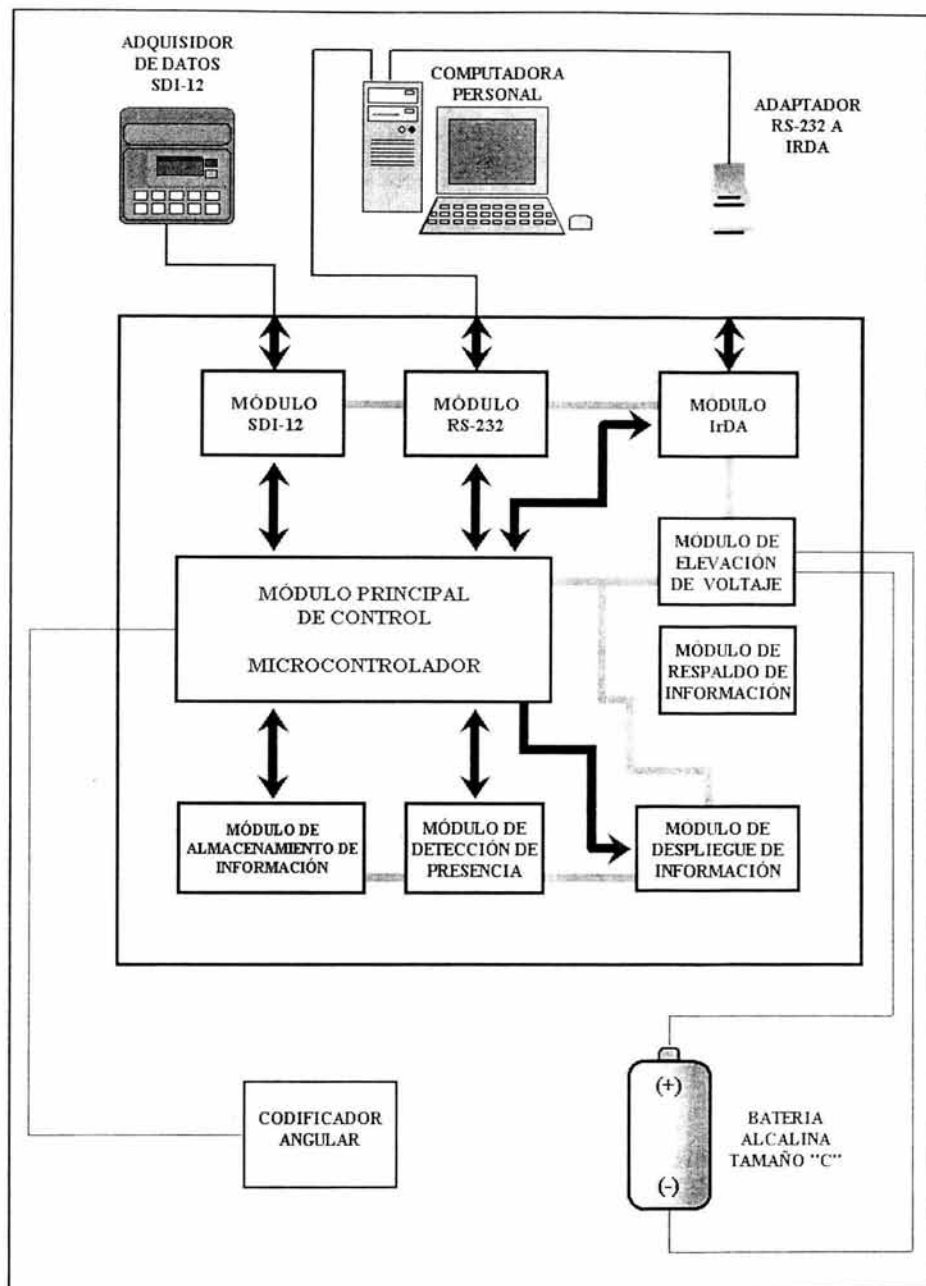 ADQUISIDOR
DE DATOS
SDI-12
COMPUTADORA
PERSONAL
ADAPTADOR
RS-232 A
IRDA
MÓDULO
SDI-12
MÓDULO
RS-232
MÓDULO
IrDA
MÓDULO DE
ELEVACIÓN
DE VOLTAJE
MÓDULO PRINCIPAL
DE CONTROL
MICROCONTROLADOR
MÓDULO DE
RESPALDO DE
INFORMACIÓN
MÓDULO DE
ALMACENAMIENTO DE
INFORMACIÓN
MÓDULO DE
DETECCIÓN DE
PRESENCIA
MÓDULO DE
DESPLIEGUE DE
INFORMACIÓN
CODIFICADOR
ANGULAR
(+)
(-)
BATERIA
ALCALINA
TAMAÑO "C"